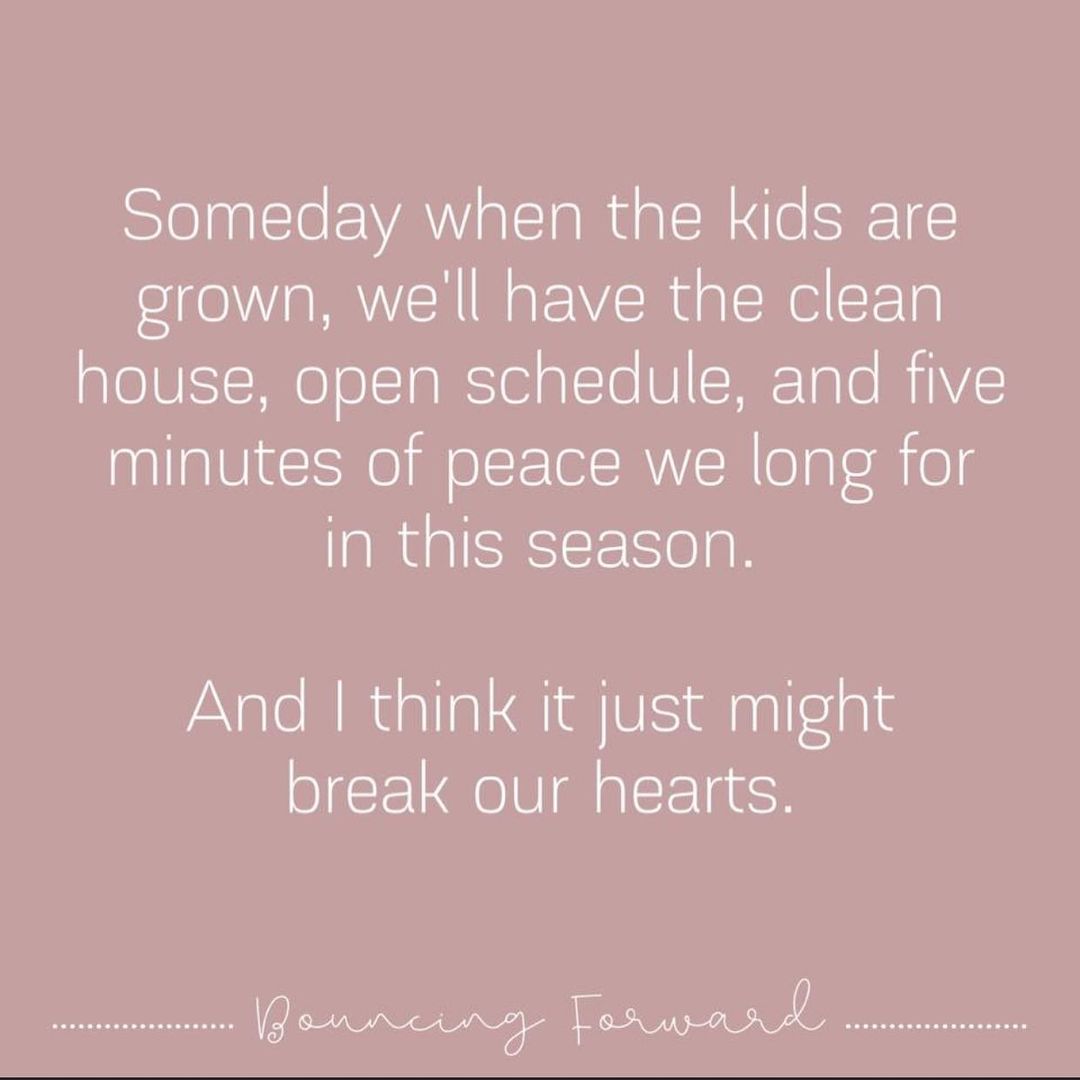 Someday when the kids are
grown, we'll have the clean
house, open schedule, and five
minutes of peace we long for
in this season.
And I think it just might
break our hearts.
Bouncing Forward